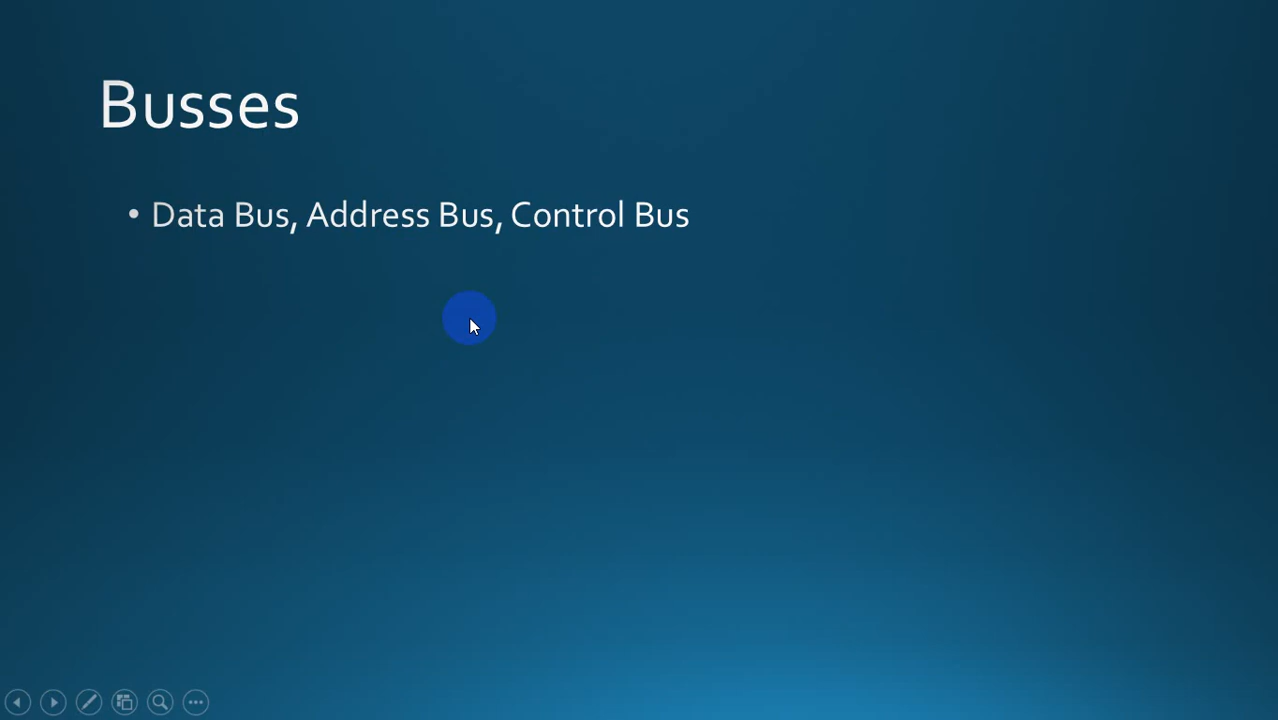 Busses
• Data Bus, Address Bus, Control Bus